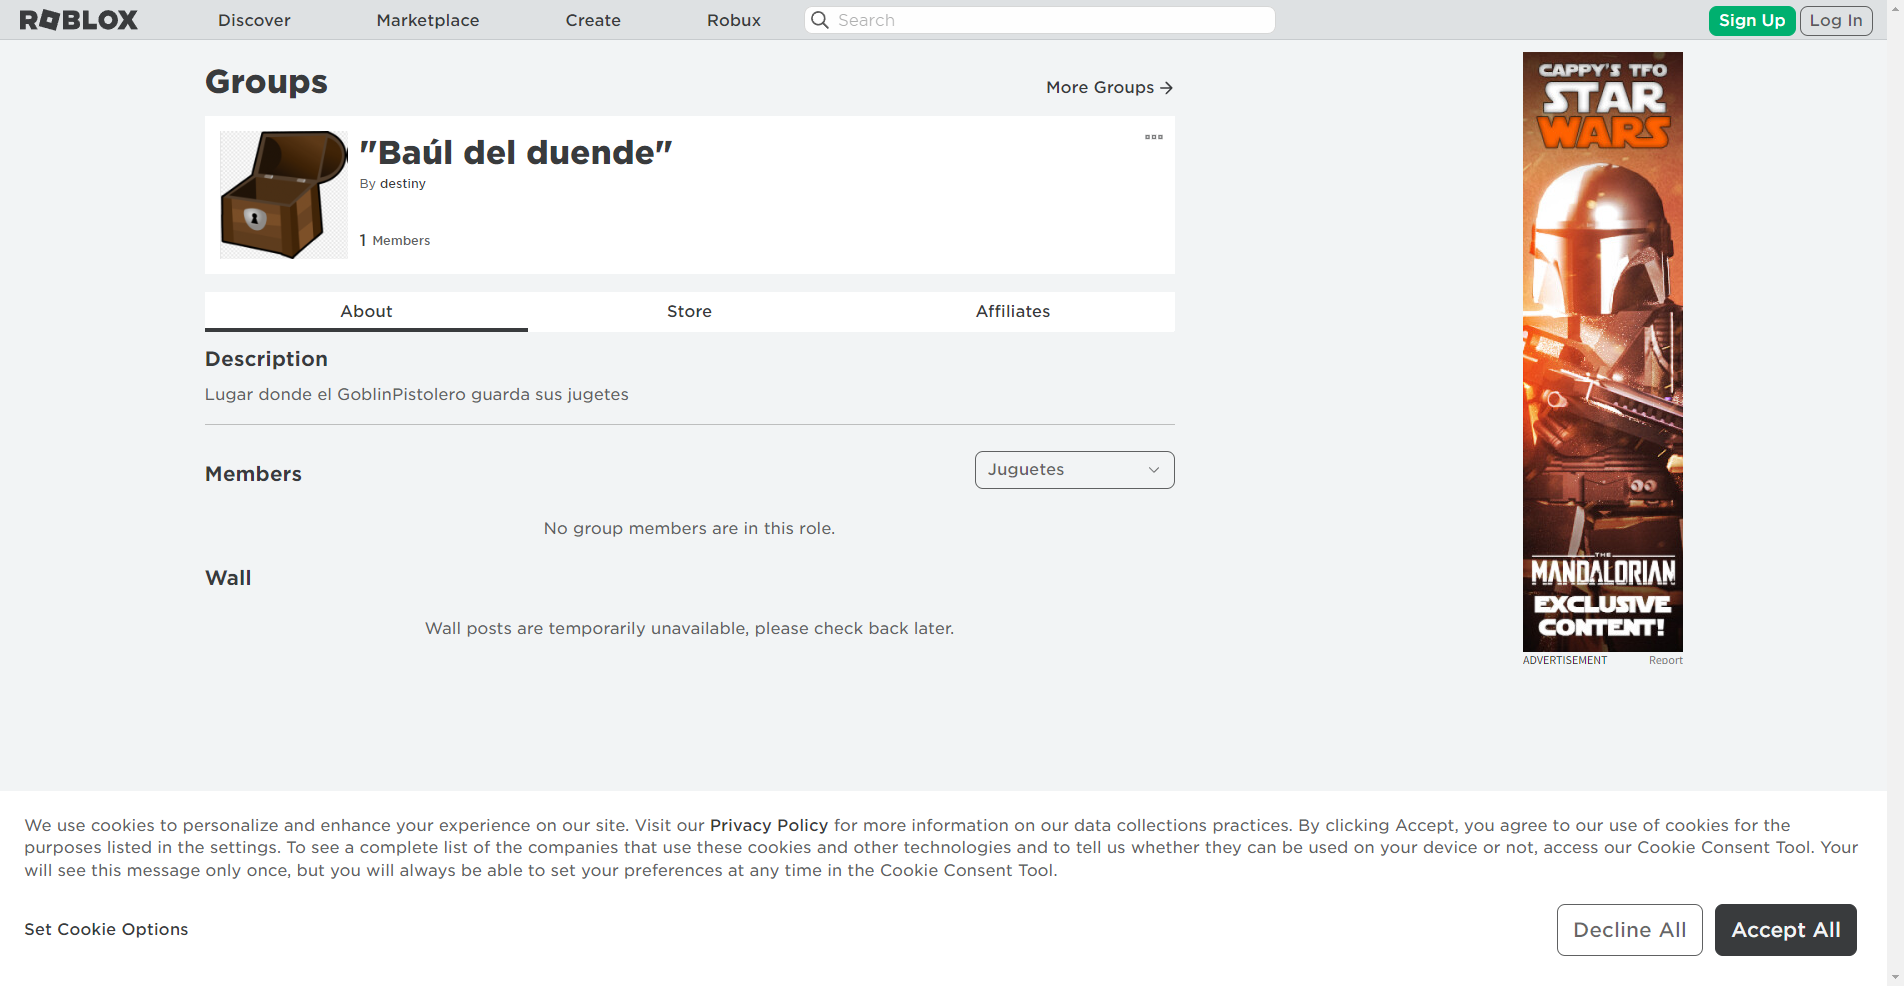 ROBLOX Discover Marketplace Create Robux Search Sign Up Log In
Groups
More Groups
"Baúl del duende"
By destiny
1 Members
About Store Affiliates
Description
Lugar donde el GoblinPistolero guarda sus jugetes
Members
Juguetes
No group members are in this role.
Wall
Wall posts are temporarily unavailable, please check back later.
CAPPY'S TFO
STAR
WARS
THE
MANDALORIAN
EXCLUSIVE
CONTENT!
ADVERTISEMENT Report
We use cookies to personalize and enhance your experience on our site. Visit our Privacy Policy for more information on our data collections practices. By clicking Accept, you agree to our use of cookies for the
purposes listed in the settings. To see a complete list of the companies that use these cookies and other technologies and to tell us whether they can be used on your device or not, access our Cookie Consent Tool. Your
will see this message only once, but you will always be able to set your preferences at any time in the Cookie Consent Tool.
Set Cookie Options
Decline All
Accept All